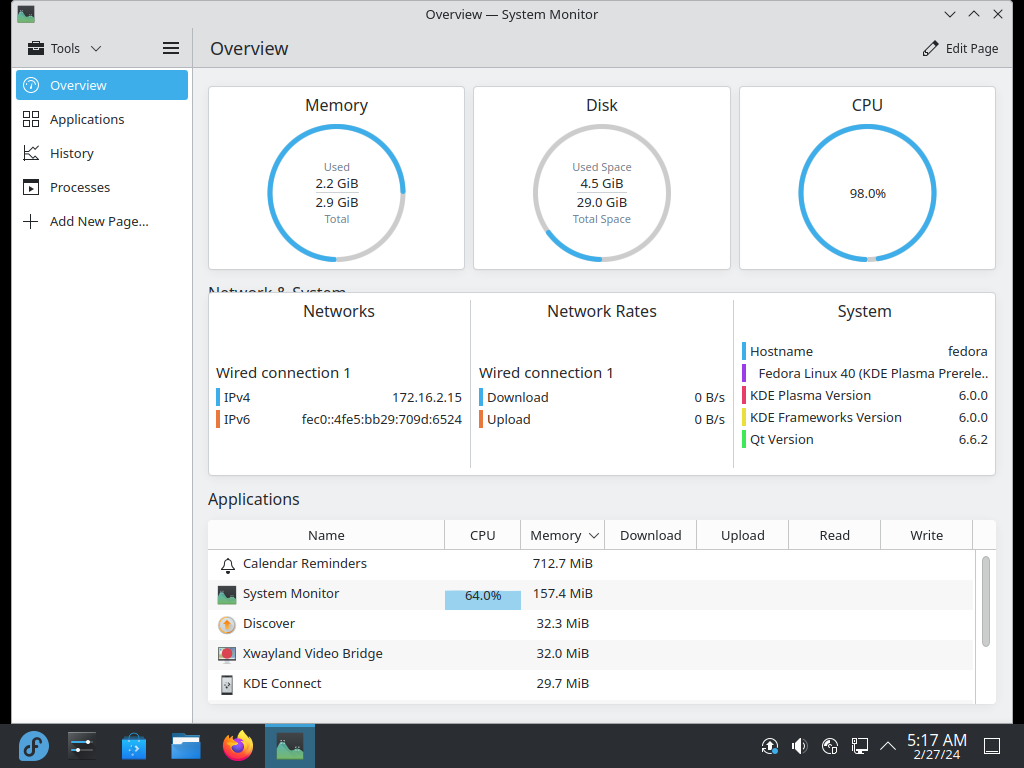 Overview — System Monitor
Tools
Overview
Edit Page
Overview
Applications
History
Processes
Add New Page...
Memory
Used
2.2 GiB
2.9 GiB
Total
Disk
Used Space
4.5 GiB
29.0 GiB
Total Space
CPU
98.0%
Network & System
Networks
Wired connection 1
IPv4 172.16.2.15
IPv6 fec0::4fe5:bb29:709d:6524
Network Rates
Wired connection 1
Download 0 B/s
Upload 0 B/s
System
Hostname fedora
Fedora Linux 40 (KDE Plasma Prerele..
KDE Plasma Version 6.0.0
KDE Frameworks Version 6.0.0
Qt Version 6.6.2
Applications
Name CPU Memory Download Upload Read Write
Calendar Reminders 712.7 MiB
System Monitor 64.0% 157.4 MiB
Discover 32.3 MiB
Xwayland Video Bridge 32.0 MiB
KDE Connect 29.7 MiB
5:17 AM
2/27/24